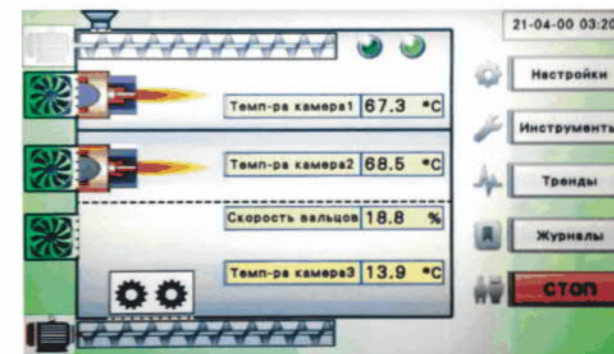 21-04-00 03:20
Настройки
Темп-ра камера1 67.3 °C
Инструменты
Темп-ра камера2 68.5 °C
Тренды
Скорость вальцов 18.8 %
Журналы
Темп-ра камера3 13.9 °C
СТОП